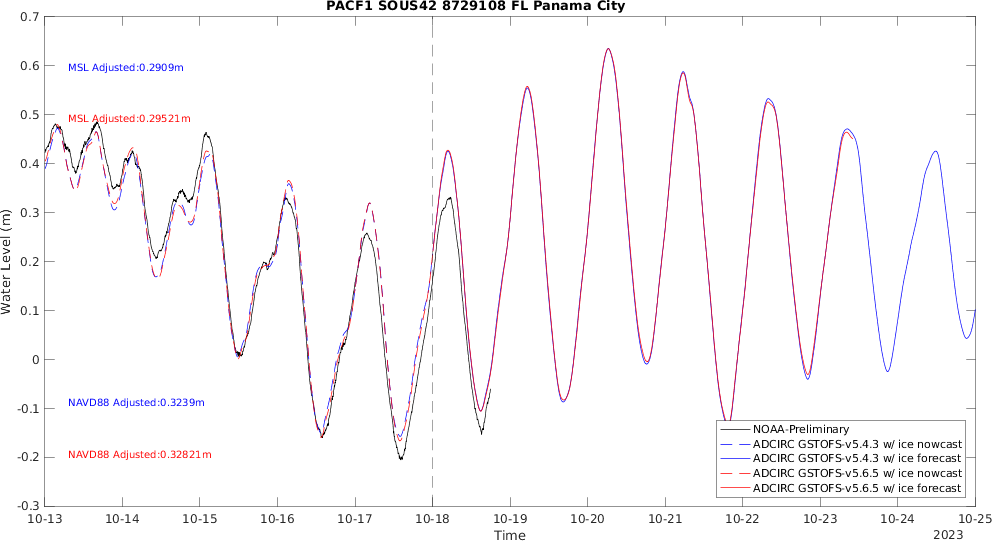 PACF1 SOUS42 8729108 FL Panama City
0.7
0.6
0.5
0.4
0.3
0.2
0.1
0
-0.1
-0.2
-0.3
Water Level (m)
MSL Adjusted:0.2909m
MSL Adjusted:0.29521m
NAVD88 Adjusted:0.3239m
NAVD88 Adjusted:0.32821m
NOAA-Preliminary
ADCIRC GSTOFS-v5.4.3 w/ ice nowcast
ADCIRC GSTOFS-v5.4.3 w/ ice forecast
ADCIRC GSTOFS-v5.6.5 w/ ice nowcast
ADCIRC GSTOFS-v5.6.5 w/ ice forecast
10-13 10-14 10-15 10-16 10-17 10-18 10-19 10-20 10-21 10-22 10-23 10-24 10-25
Time
2023